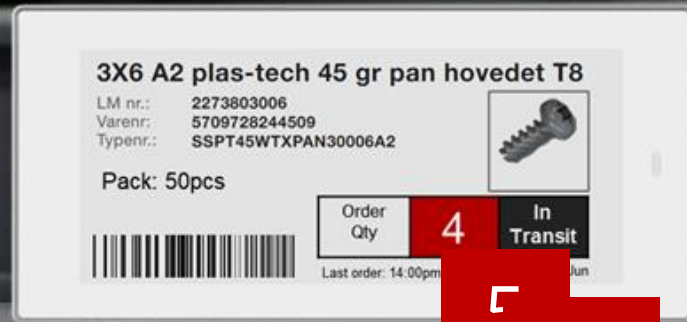 3X6 A2 plas-tech 45 gr pan hovedet T8
LM nr.: 2273803006
Varenr: 5709728244509
Typenr.: SSPT45WTXPAN30006A2
Pack: 50pcs
Order
Qty
4
In
Transit
Last order: 14:00pm
Jun